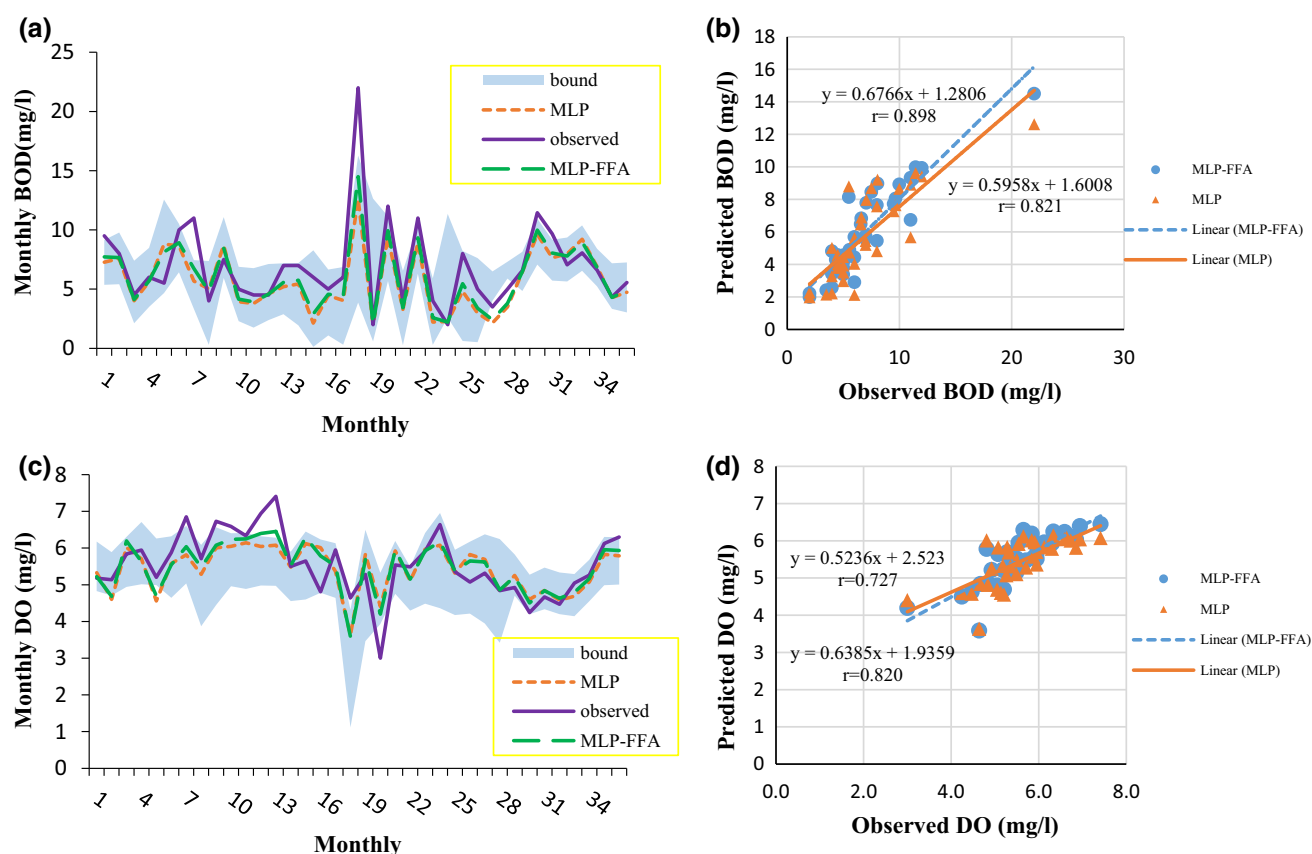 (a)
Monthly BOD(mg/l)
25
20
15
10
5
0
bound
MLP
observed
MLP-FFA
1 4 7 10 13 16 19 22 25 28 31 34
Monthly
(b)
Predicted BOD (mg/l)
18
16
14
12
10
8
6
4
2
0
y = 0.6766x + 1.2806
r= 0.898
y = 0.5958x + 1.6008
r= 0.821
0 10 20 30
Observed BOD (mg/l)
MLP-FFA
MLP
Linear (MLP-FFA)
Linear (MLP)
(c)
Monthly DO (mg/l)
8
7
6
5
4
3
2
1
0
bound
MLP
observed
MLP-FFA
1 4 7 10 13 16 19 22 25 28 31 34
Monthly
(d)
Predicted DO (mg/l)
8
7
6
5
4
3
2
1
0
y = 0.5236x + 2.523
r=0.727
y = 0.6385x + 1.9359
r=0.820
0.0 2.0 4.0 6.0 8.0
Observed DO (mg/l)
MLP-FFA
MLP
Linear (MLP-FFA)
Linear (MLP)